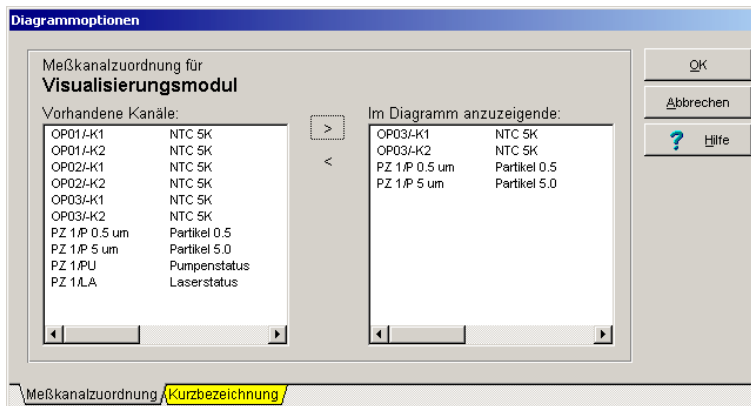 Diagrammoptionen
Meßkanalzuordnung für
Visualisierungsmodul
Vorhandene Kanäle:
OP01/-K1 NTC 5K
OP01/-K2 NTC 5K
OP02/-K1 NTC 5K
OP02/-K2 NTC 5K
OP03/-K1 NTC 5K
OP03/-K2 NTC 5K
PZ 1/P 0.5 um Partikel 0.5
PZ 1/P 5 um Partikel 5.0
PZ 1/PU Pumpenstatus
PZ 1/LA Laserstatus
>
<
Im Diagramm anzuzeigende:
OP03/-K1 NTC 5K
OP03/-K2 NTC 5K
PZ 1/P 0.5 um Partikel 0.5
PZ 1/P 5 um Partikel 5.0
OK
Abbrechen
? Hilfe
Meßkanalzuordnung Kurzbezeichnung